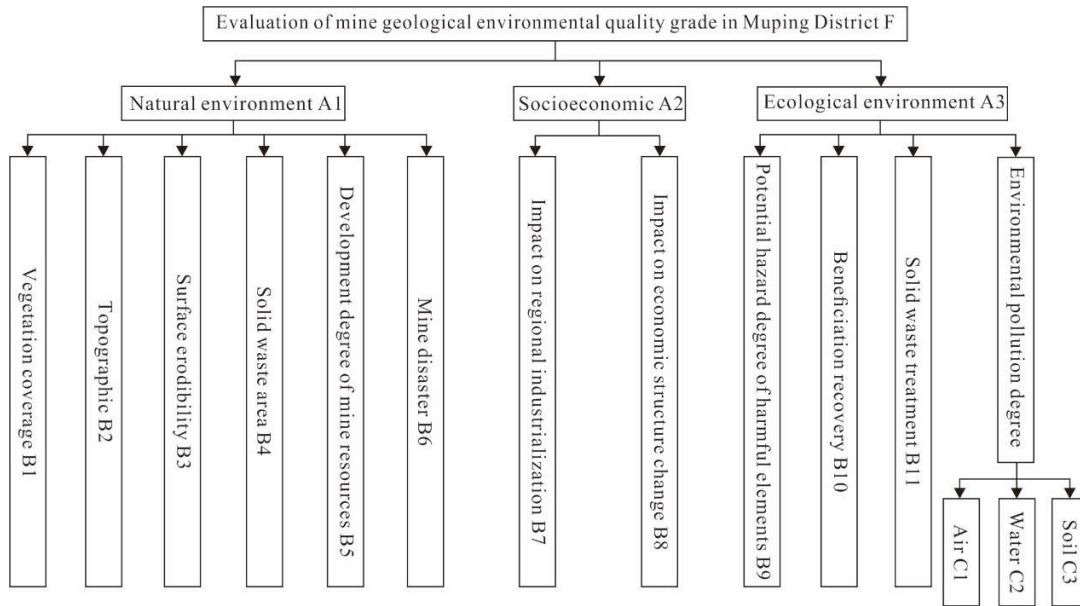 Evaluation of mine geological environmental quality grade in Muping District F
Natural environment A1
Socioeconomic A2
Ecological environment A3
Vegetation coverage B1
Topographic B2
Surface erodibility B3
Solid waste area B4
Development degree of mine resources B5
Mine disaster B6
Impact on regional industrialization B7
Impact on economic structure change B8
Potential hazard degree of harmful elements B9
Beneficiation recovery B10
Solid waste treatment B11
Environmental pollution degree
Air C1
Water C2
Soil C3